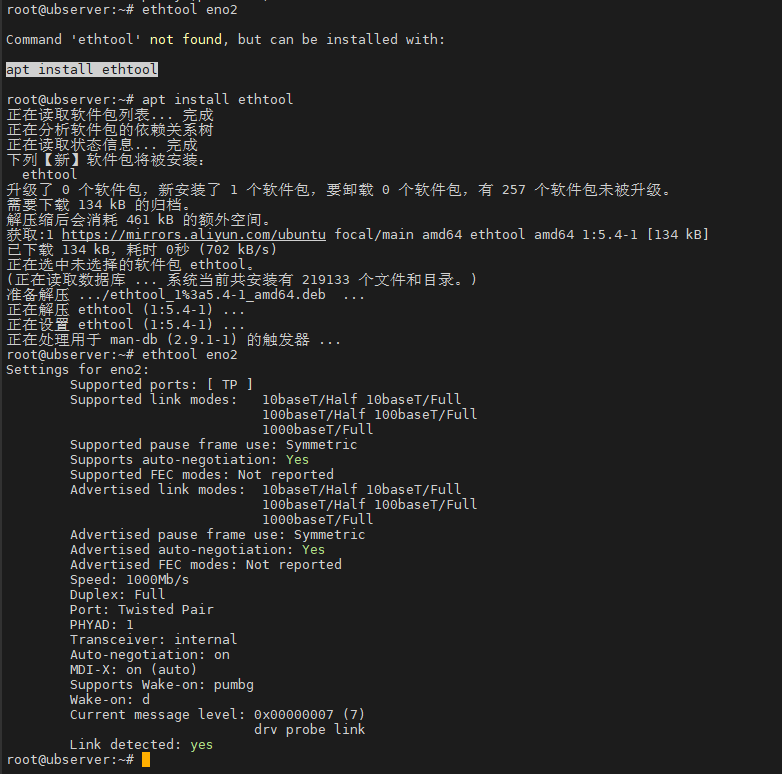 root@ubserver:~# ethtool eno2
Command 'ethtool' not found, but can be installed with:
apt install ethtool
root@ubserver:~# apt install ethtool
正在读取软件包列表... 完成
正在分析软件包的依赖关系树
正在读取状态信息... 完成
下列【新】软件包将被安装：
  ethtool
升级了 0 个软件包，新安装了 1 个软件包，要卸载 0 个软件包，有 257 个软件包未被升级。
需要下载 134 kB 的归档。
解压缩后会消耗 461 kB 的额外空间。
获取:1 https://mirrors.aliyun.com/ubuntu focal/main amd64 ethtool amd64 1:5.4-1 [134 kB]
已下载 134 kB，耗时 0秒 (702 kB/s)
正在选中未选择的软件包 ethtool。
(正在读取数据库 ... 系统当前共安装有 219133 个文件和目录。)
准备解压 .../ethtool_1%3a5.4-1_amd64.deb  ...
正在解压 ethtool (1:5.4-1) ...
正在设置 ethtool (1:5.4-1) ...
正在处理用于 man-db (2.9.1-1) 的触发器 ...
root@ubserver:~# ethtool eno2
Settings for eno2:
        Supported ports: [ TP ]
        Supported link modes:   10baseT/Half 10baseT/Full
                                100baseT/Half 100baseT/Full
                                1000baseT/Full
        Supported pause frame use: Symmetric
        Supports auto-negotiation: Yes
        Supported FEC modes: Not reported
        Advertised link modes:  10baseT/Half 10baseT/Full
                                100baseT/Half 100baseT/Full
                                1000baseT/Full
        Advertised pause frame use: Symmetric
        Advertised auto-negotiation: Yes
        Advertised FEC modes: Not reported
        Speed: 1000Mb/s
        Duplex: Full
        Port: Twisted Pair
        PHYAD: 1
        Transceiver: internal
        Auto-negotiation: on
        MDI-X: on (auto)
        Supports Wake-on: pumbg
        Wake-on: d
        Current message level: 0x00000007 (7)
                               drv probe link
        Link detected: yes
root@ubserver:~#